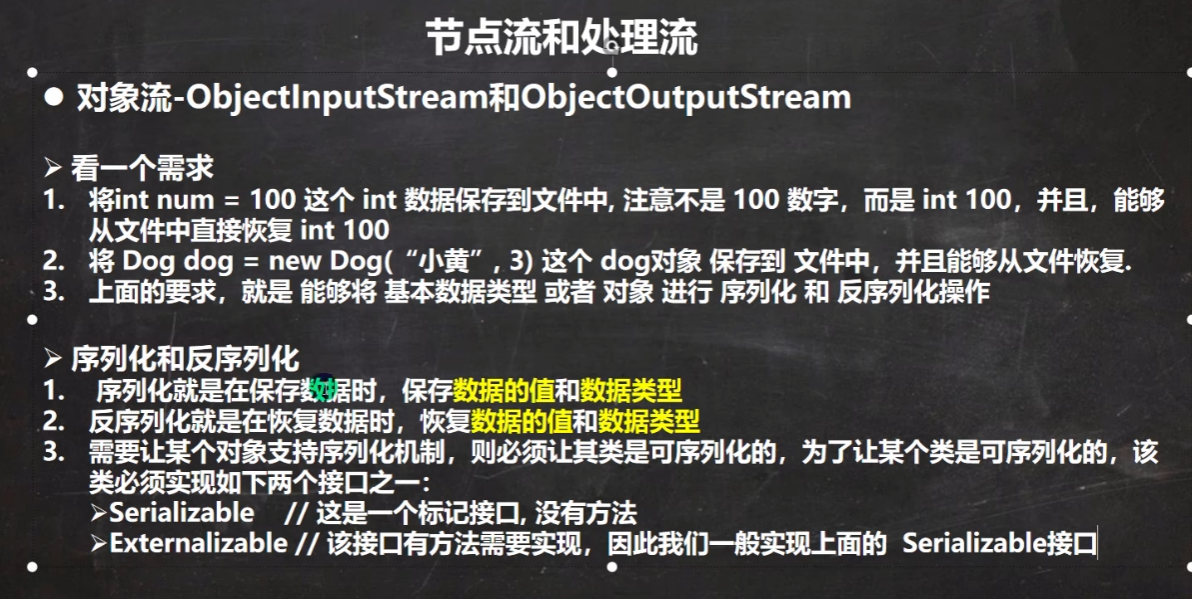 节点流和处理流
● 对象流-ObjectInputStream和ObjectOutputStream
➢ 看一个需求
1. 将int num = 100 这个 int 数据保存到文件中, 注意不是 100 数字，而是 int 100，并且，能够
从文件中直接恢复 int 100
2. 将 Dog dog = new Dog(“小黄”, 3) 这个 dog对象 保存到 文件中，并且能够从文件恢复.
3. 上面的要求，就是 能够将 基本数据类型 或者 对象 进行 序列化 和 反序列化操作
➢ 序列化和反序列化
1. 序列化就是在保存数据时，保存数据的值和数据类型
2. 反序列化就是在恢复数据时，恢复数据的值和数据类型
3. 需要让某个对象支持序列化机制，则必须让其类是可序列化的，为了让某个类是可序列化的，该
类必须实现如下两个接口之一：
➢Serializable // 这是一个标记接口, 没有方法
➢Externalizable // 该接口有方法需要实现，因此我们一般实现上面的 Serializable接口